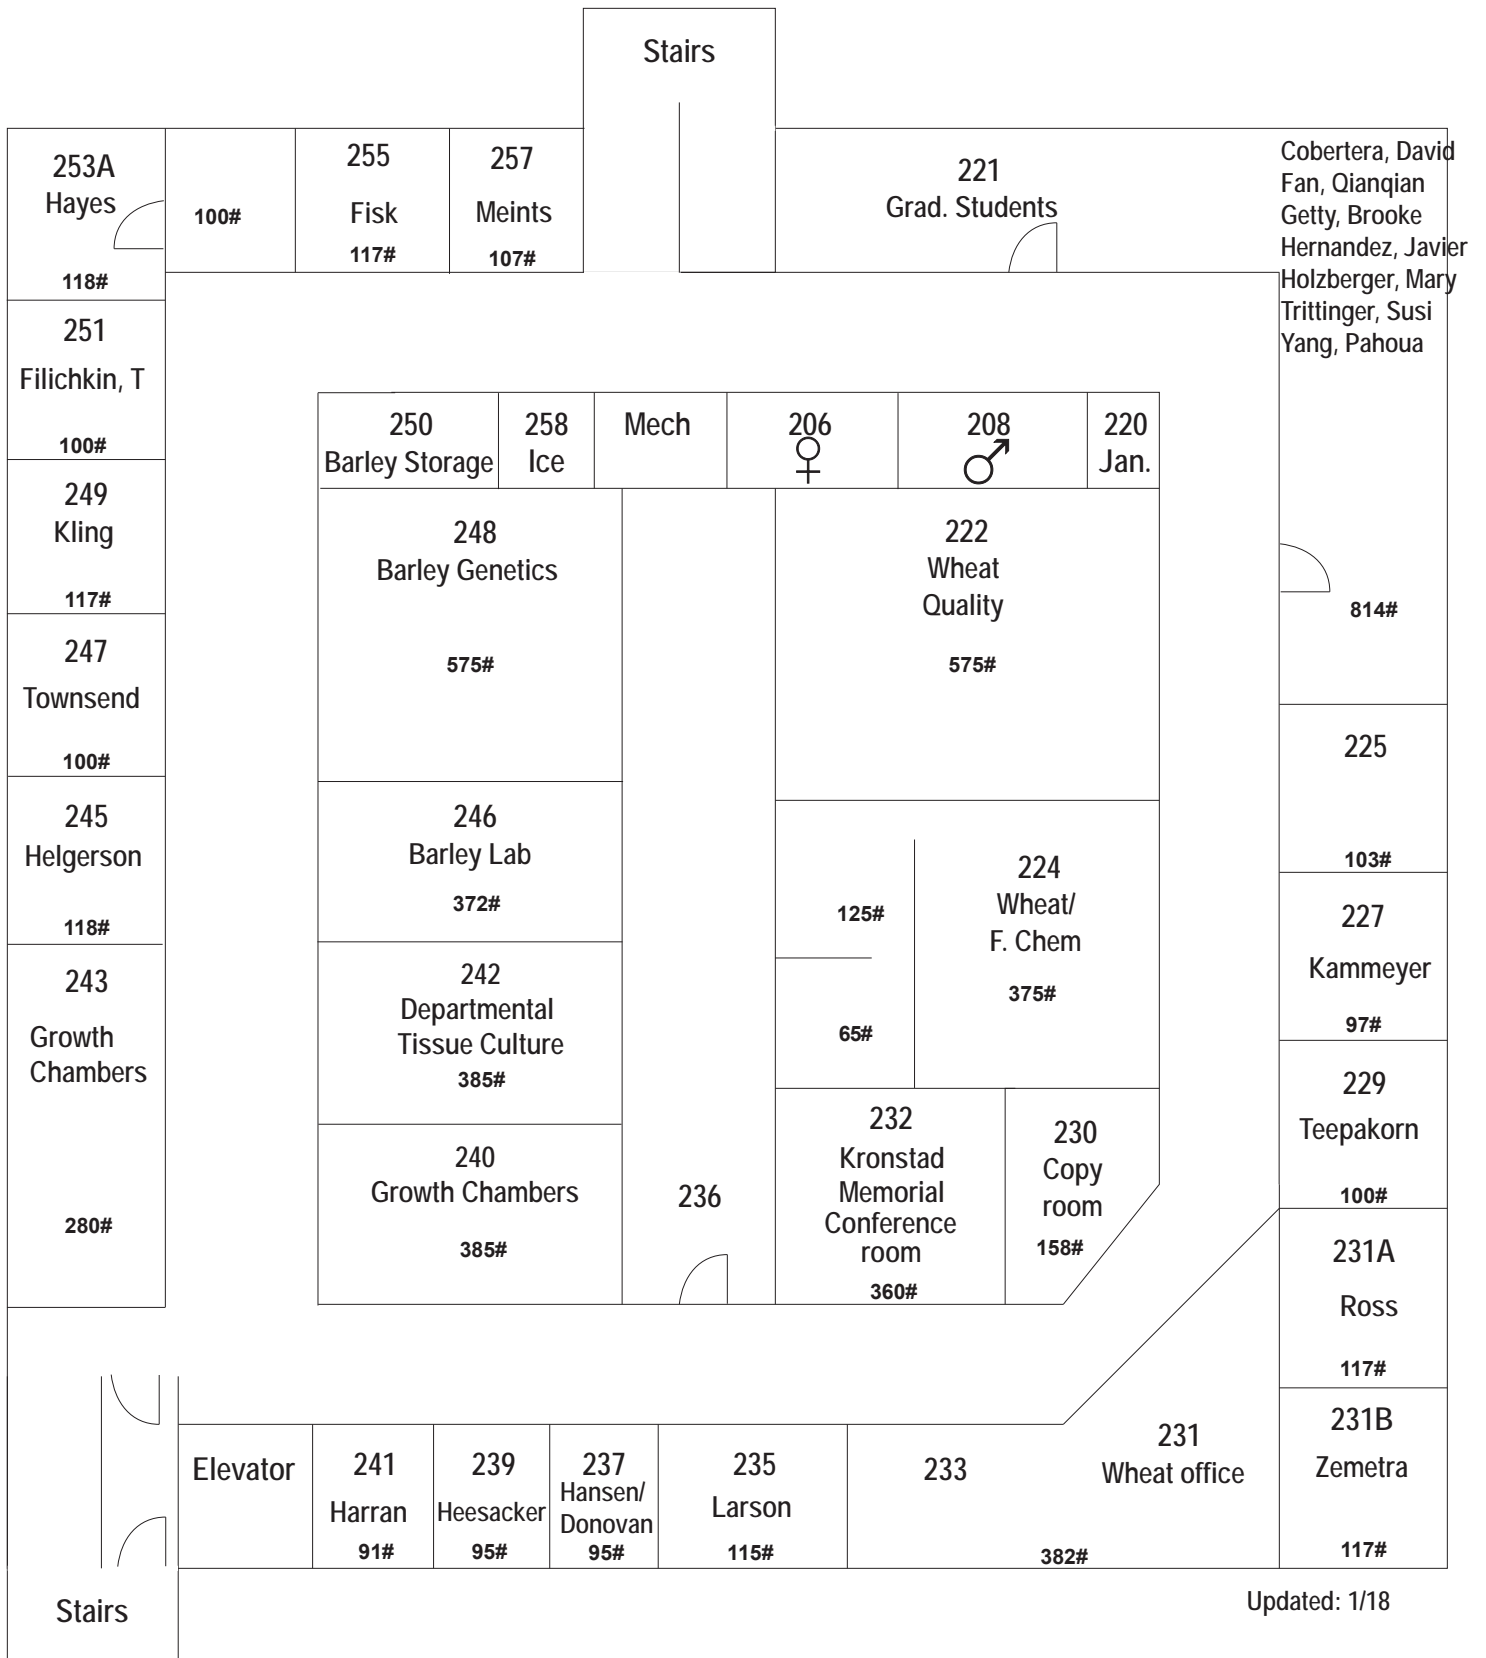 Stairs
253A
Hayes
118#
100#
255
Fisk
117#
257
Meints
107#
221
Grad. Students
Cobertera, David
Fan, Qianqian
Getty, Brooke
Hernandez, Javier
Holzberger, Mary
Trittinger, Susi
Yang, Pahoua
814#
251
Filichkin, T
100#
249
Kling
117#
247
Townsend
100#
245
Helgerson
118#
243
Growth
Chambers
280#
250
Barley Storage
258
Ice
Mech
206
♀
208
♂
220
Jan.
248
Barley Genetics
575#
222
Wheat
Quality
575#
246
Barley Lab
372#
242
Departmental
Tissue Culture
385#
240
Growth Chambers
385#
236
125#
65#
224
Wheat/
F. Chem
375#
232
Kronstad
Memorial
Conference
room
360#
230
Copy
room
158#
225
103#
227
Kammeyer
97#
229
Teepakorn
100#
231A
Ross
117#
231B
Zemetra
117#
Elevator
241
Harran
91#
239
Heesacker
95#
237
Hansen/
Donovan
95#
235
Larson
115#
233
231
Wheat office
382#
Stairs
Updated: 1/18